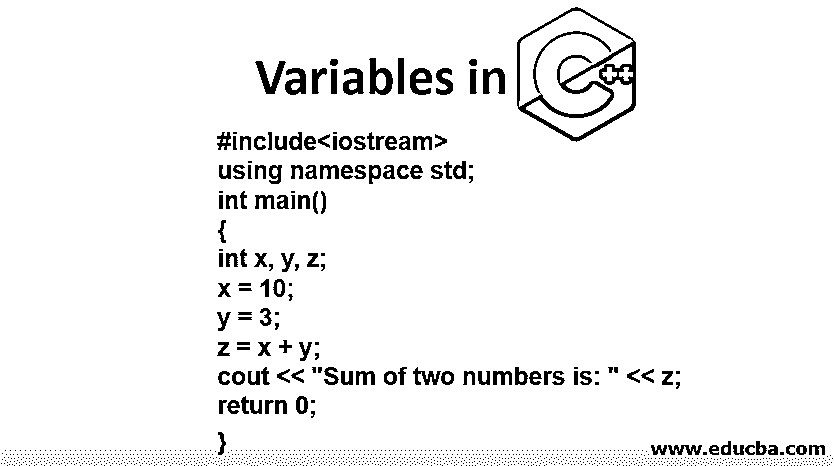 Variables in C++
#include<iostream>
using namespace std;
int main()
{
int x, y, z;
x = 10;
y = 3;
z = x + y;
cout << "Sum of two numbers is: " << z;
return 0;
}
www.educba.com